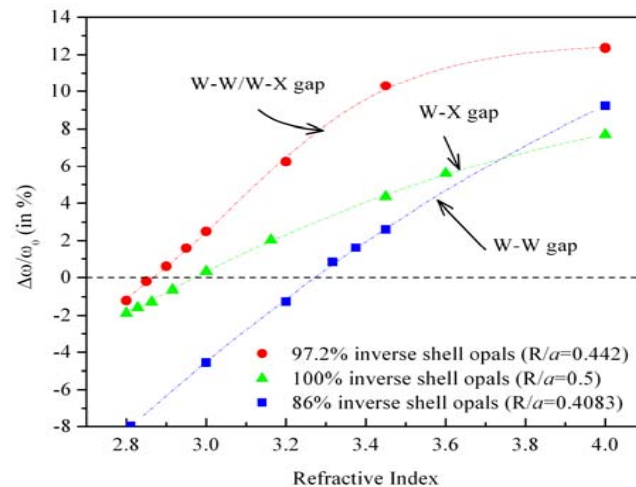 14
12
10
8
6
4
2
0
-2
-4
-6
-8
Δω/ω₀ (in %)
W-W/W-X gap
W-X gap
W-W gap
97.2% inverse shell opals (R/a=0.442)
100% inverse shell opals (R/a=0.5)
86% inverse shell opals (R/a=0.4083)
2.8 3.0 3.2 3.4 3.6 3.8 4.0
Refractive Index